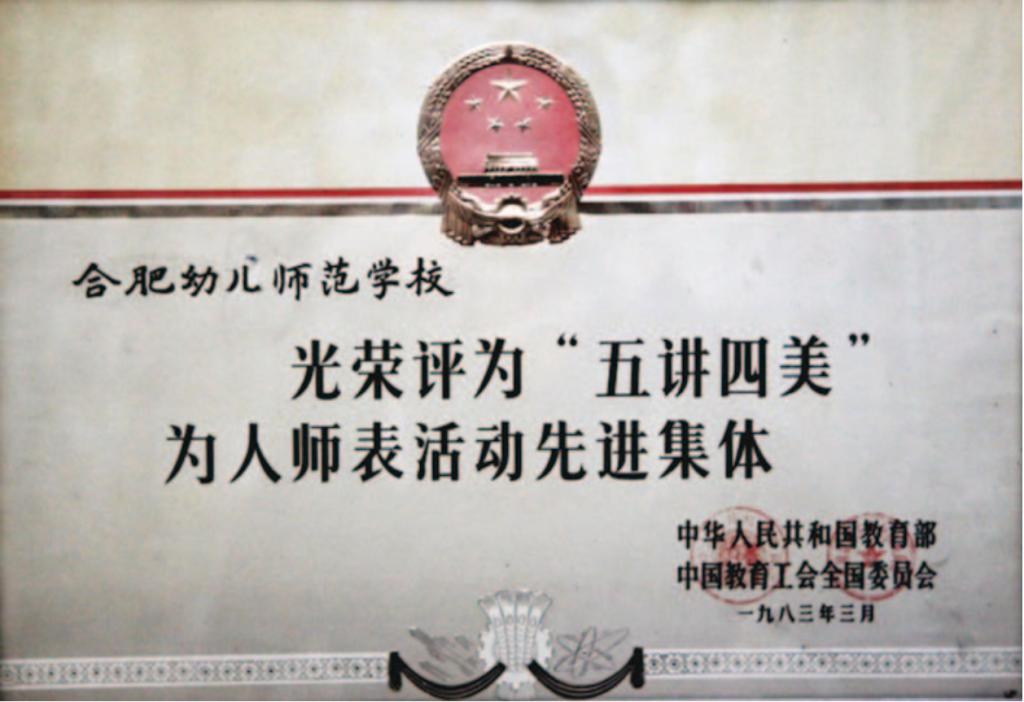 合肥幼儿师范学校
光荣评为“五讲四美”
为人师表活动先进集体
中华人民共和国教育部
中国教育工会全国委员会
一九八三年三月